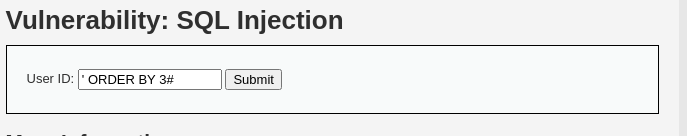 Vulnerability: SQL Injection
User ID: ' ORDER BY 3# Submit